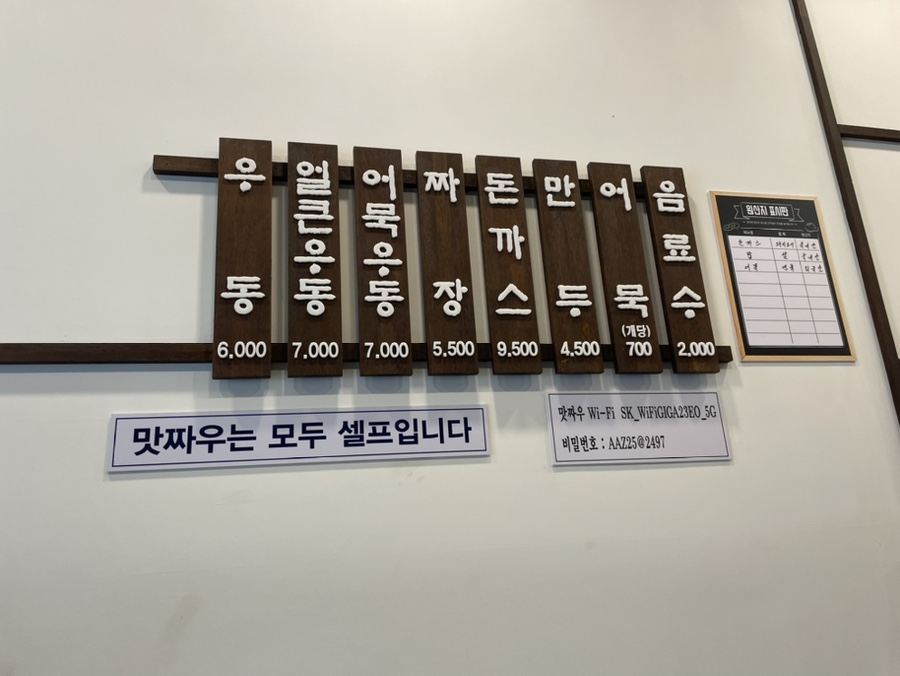 우동 6.000
얼큰우동 7.000
어묵우동 7.000
짜장 5.500
돈까스 9.500
만두 4.500
어묵 (개당) 700
음료수 2.000
맛짜우는 모두 셀프입니다
맛짜우 Wi-Fi SK_WiFiGIGA23EO_5G
비밀번호 : AAZ25@2497
원산지 표시판